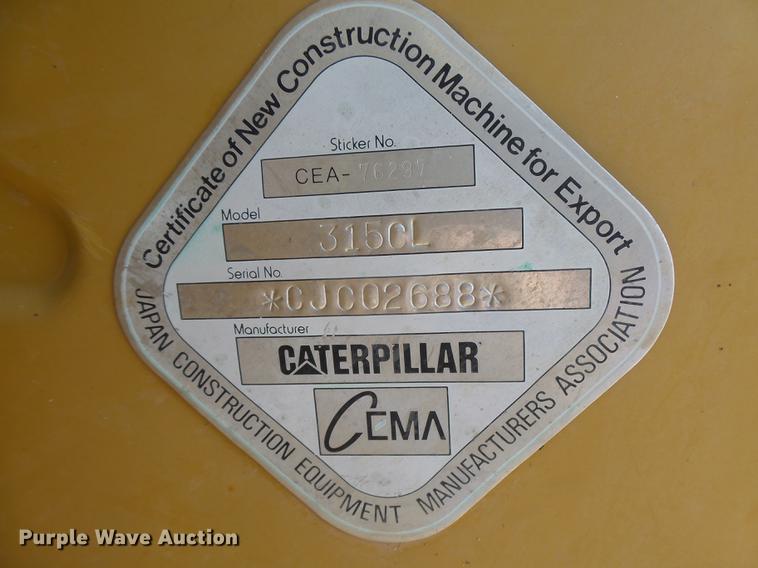 Certificate of New Construction Machine for Export
Sticker No.
CEA-76297
Model
315CL
Serial No.
*CJC02688*
Manufacturer
CATERPILLAR
CEMA
JAPAN CONSTRUCTION EQUIPMENT MANUFACTURERS ASSOCIATION
Purple Wave Auction